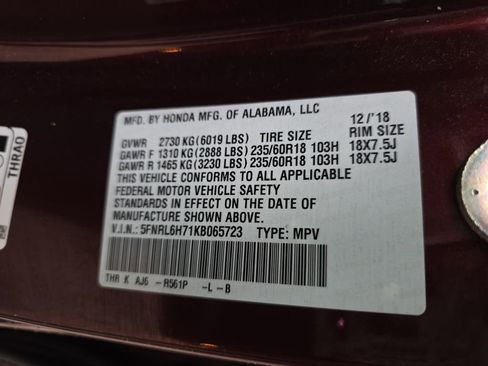 MFD. BY HONDA MFG. OF ALABAMA, LLC 12/'18
GVWR 2730 KG(6019 LBS) TIRE SIZE RIM SIZE
GAWR F 1310 KG(2888 LBS) 235/60R18 103H 18X7.5J
GAWR R 1465 KG(3230 LBS) 235/60R18 103H 18X7.5J
THIS VEHICLE CONFORMS TO ALL APPLICABLE
FEDERAL MOTOR VEHICLE SAFETY
STANDARDS IN EFFECT ON THE DATE OF
MANUFACTURE SHOWN ABOVE.
V.I.N.: 5FNRL6H71KB065723 TYPE: MPV
THR K AJ6 -R561P -L-B
THRA0